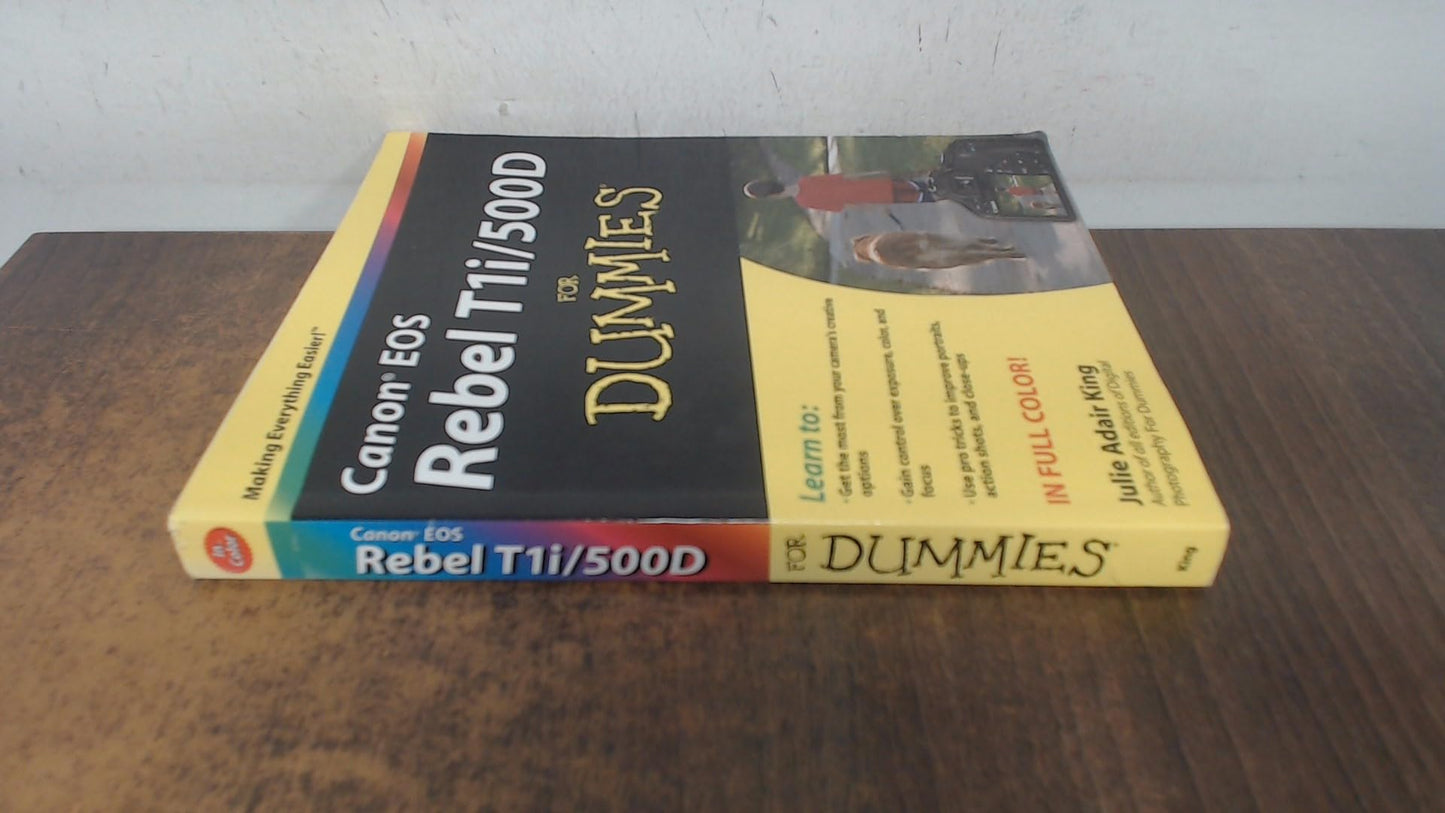 Making Everything Easier!™
Canon® EOS
Rebel T1i/500D
FOR
DUMMIES®
Learn to:
· Get the most from your camera's creative
options
· Gain control over exposure, color, and
focus
· Use pro tricks to improve portraits,
action shots, and close-ups
IN FULL COLOR!
Julie Adair King
Author of all editions of Digital
Photography For Dummies
In
Color
Canon® EOS
Rebel T1i/500D
FOR
DUMMIES®
King